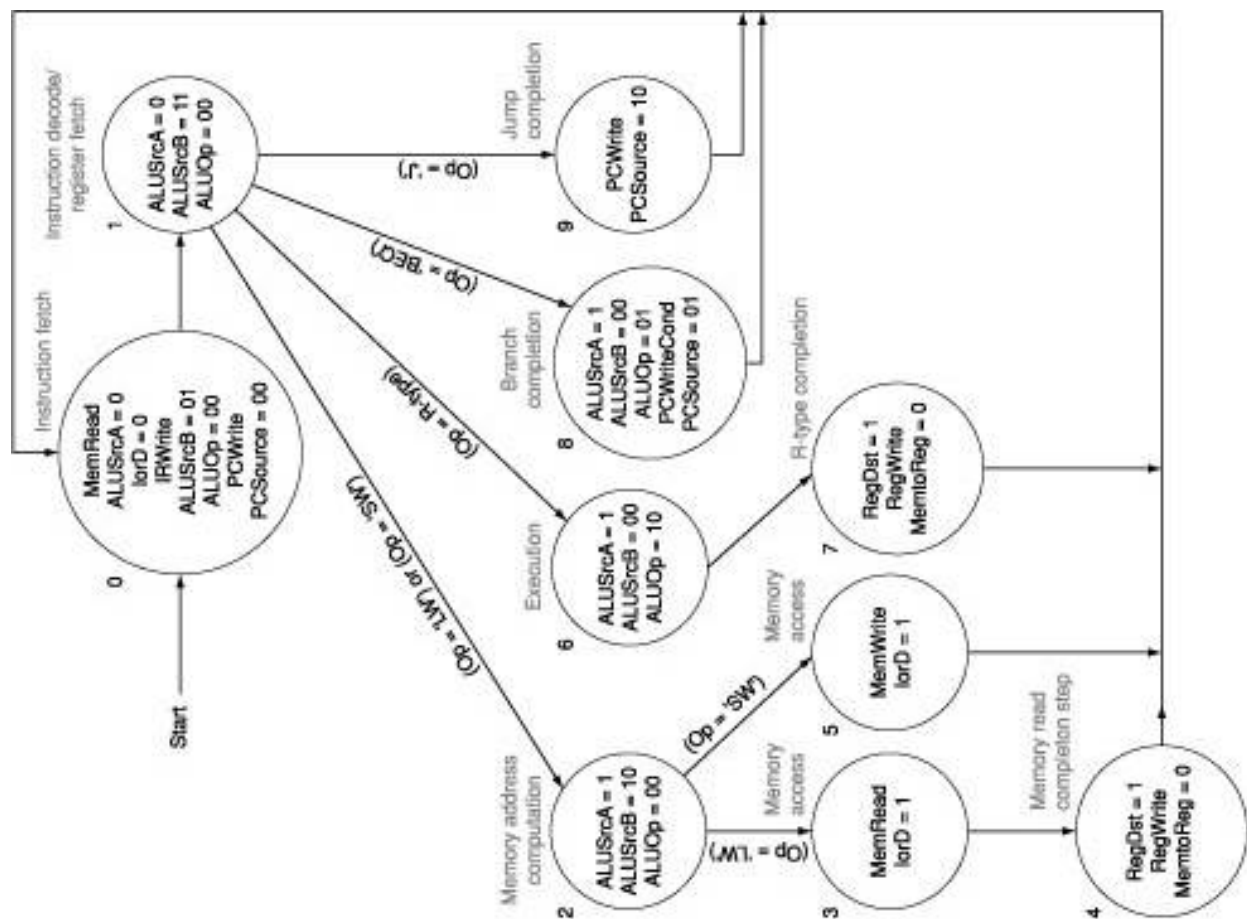 Start
Instruction fetch
0
MemRead
ALUSrcA = 0
IorD = 0
IRWrite
ALUSrcB = 01
ALUOp = 00
PCWrite
PCSource = 00
Instruction decode/
register fetch
1
ALUSrcA = 0
ALUSrcB = 11
ALUOp = 00
(Op = 'LW') or (Op = 'SW')
(Op = R-type)
(Op = 'BEQ')
(Op = 'J')
Memory address
computation
2
ALUSrcA = 1
ALUSrcB = 10
ALUOp = 00
Execution
6
ALUSrcA = 1
ALUSrcB = 00
ALUOp = 10
Branch
completion
8
ALUSrcA = 1
ALUSrcB = 00
ALUOp = 01
PCWriteCond
PCSource = 01
Jump
completion
9
PCWrite
PCSource = 10
(Op = 'LW')
(Op = 'SW')
Memory
access
3
MemRead
IorD = 1
Memory
access
5
MemWrite
IorD = 1
R-type completion
7
RegDst = 1
RegWrite
MemtoReg = 0
Memory read
completon step
4
RegDst = 1
RegWrite
MemtoReg = 0